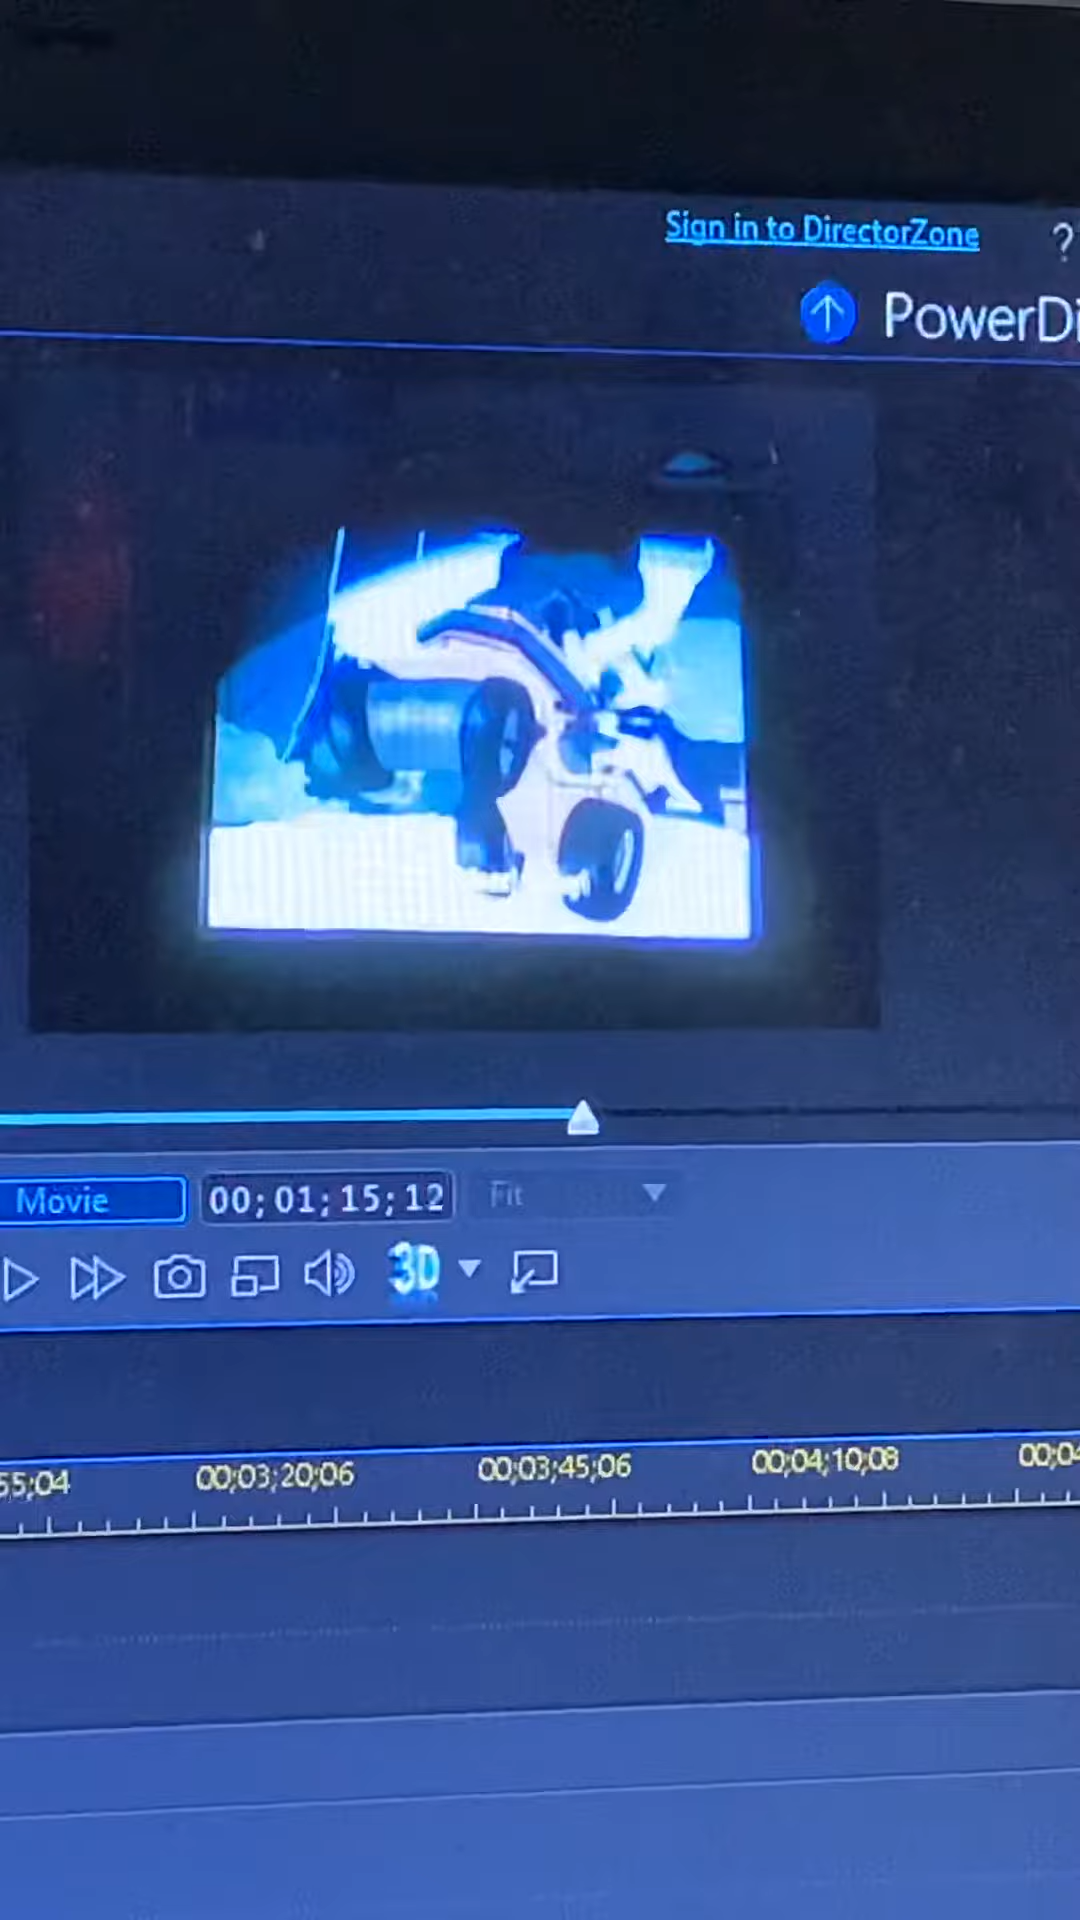 Sign in to DirectorZone
?
PowerDi
Movie
00;01;15;12
Fit
3D
55;04
00;03;20;06
00;03;45;06
00;04;10;08
00;04